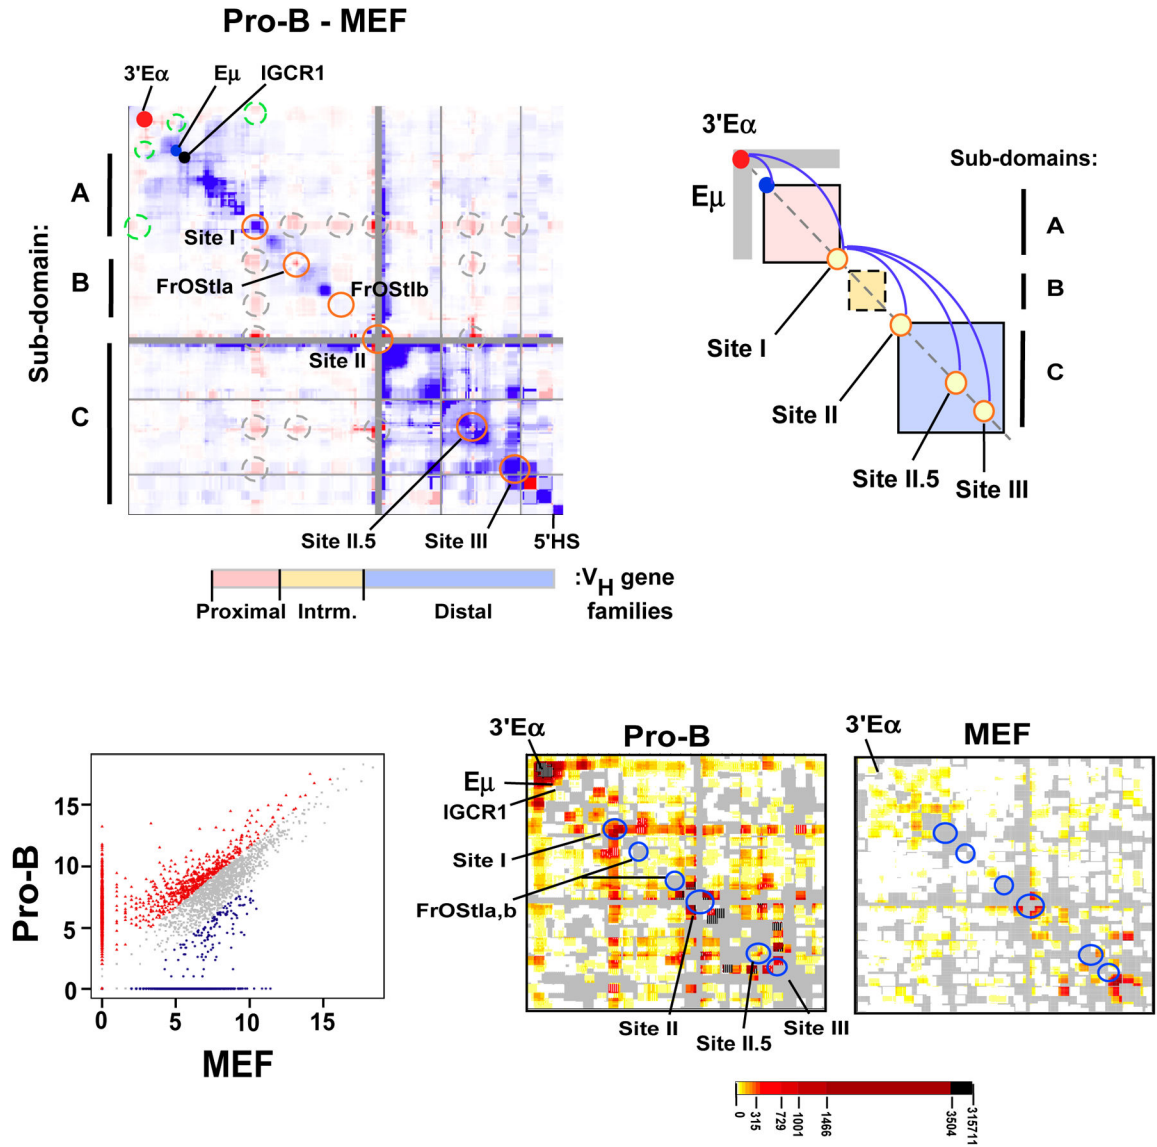 Pro-B - MEF
3'Eα
Eμ
IGCR1
Sub-domain:
A
B
C
Site I
FrOStIa
FrOStIb
Site II
Site II.5
Site III
5'HS
Proximal
Intrm.
Distal
:VH gene
families
3'Eα
Eμ
Sub-domains:
A
B
C
Site I
Site II
Site II.5
Site III
Pro-B
15
10
5
0
0
5
10
15
MEF
3'Eα
Pro-B
Eμ
IGCR1
Site I
FrOStIa,b
Site II
Site II.5
Site III
3'Eα
MEF
0
315
729
1001
1466
3504
315711